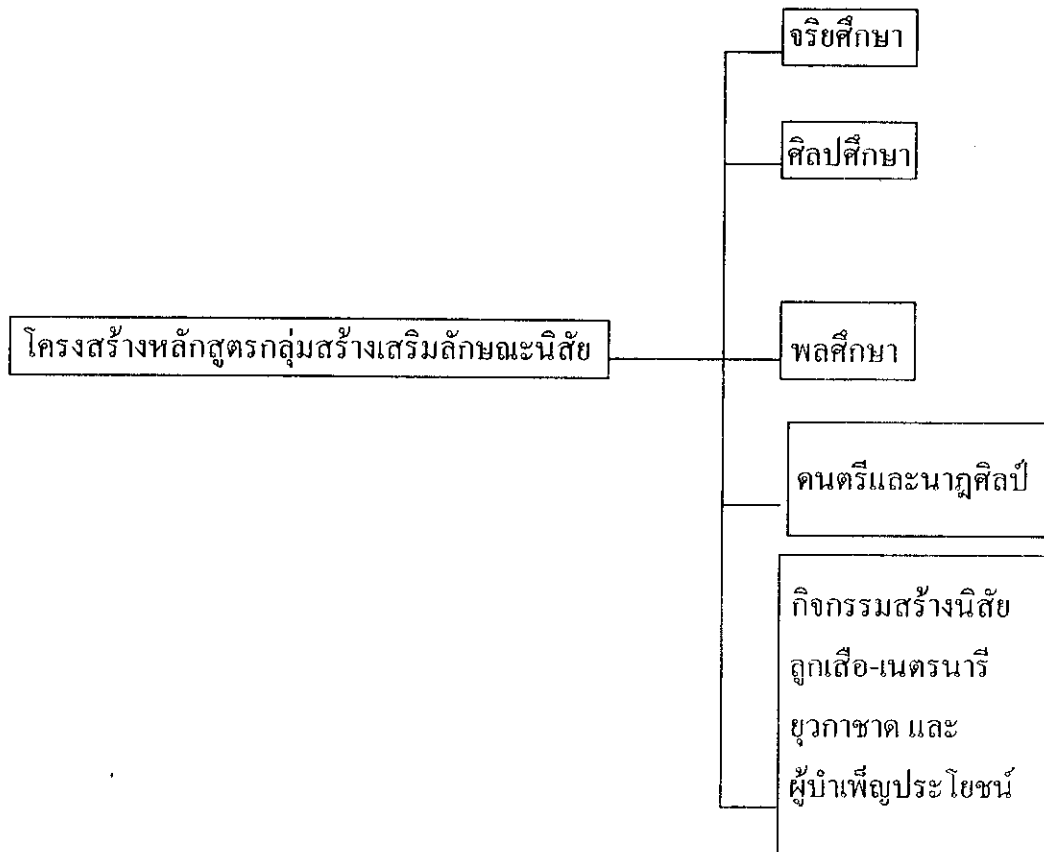 จริยศึกษา
ศิลปศึกษา
โครงสร้างหลักสูตรกลุ่มสร้างเสริมลักษณะนิสัย
พลศึกษา
ดนตรีและนาฏศิลป์
กิจกรรมสร้างนิสัย
ลูกเสือ-เนตรนารี
ยุวกาชาด และ
ผู้บำเพ็ญประโยชน์